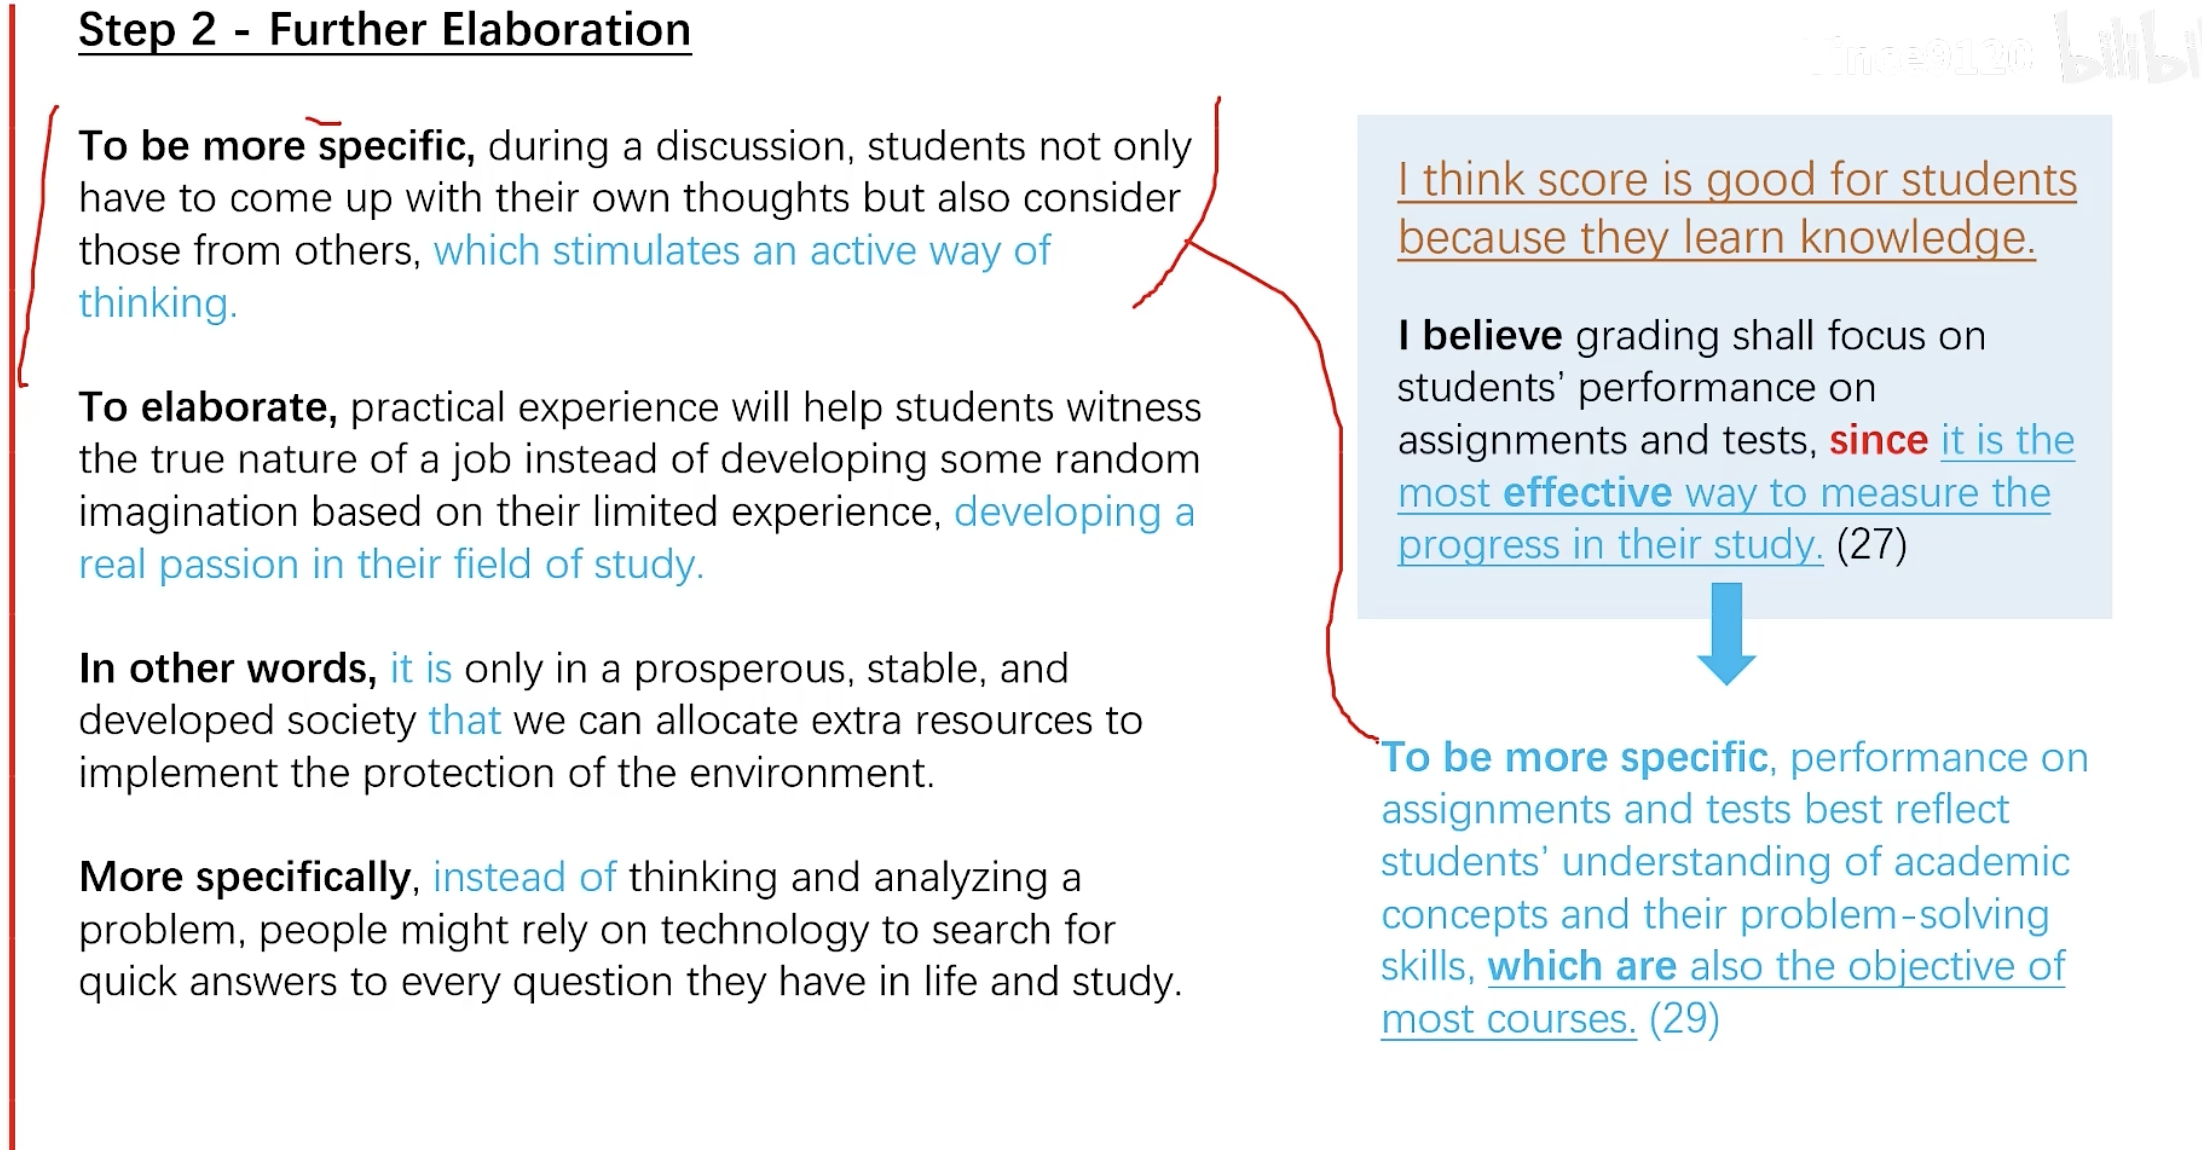 Step 2 - Further Elaboration
To be more specific, during a discussion, students not only
have to come up with their own thoughts but also consider
those from others, which stimulates an active way of
thinking.
To elaborate, practical experience will help students witness
the true nature of a job instead of developing some random
imagination based on their limited experience, developing a
real passion in their field of study.
In other words, it is only in a prosperous, stable, and
developed society that we can allocate extra resources to
implement the protection of the environment.
More specifically, instead of thinking and analyzing a
problem, people might rely on technology to search for
quick answers to every question they have in life and study.
I think score is good for students
because they learn knowledge.
I believe grading shall focus on
students’ performance on
assignments and tests, since it is the
most effective way to measure the
progress in their study. (27)
To be more specific, performance on
assignments and tests best reflect
students’ understanding of academic
concepts and their problem-solving
skills, which are also the objective of
most courses. (29)